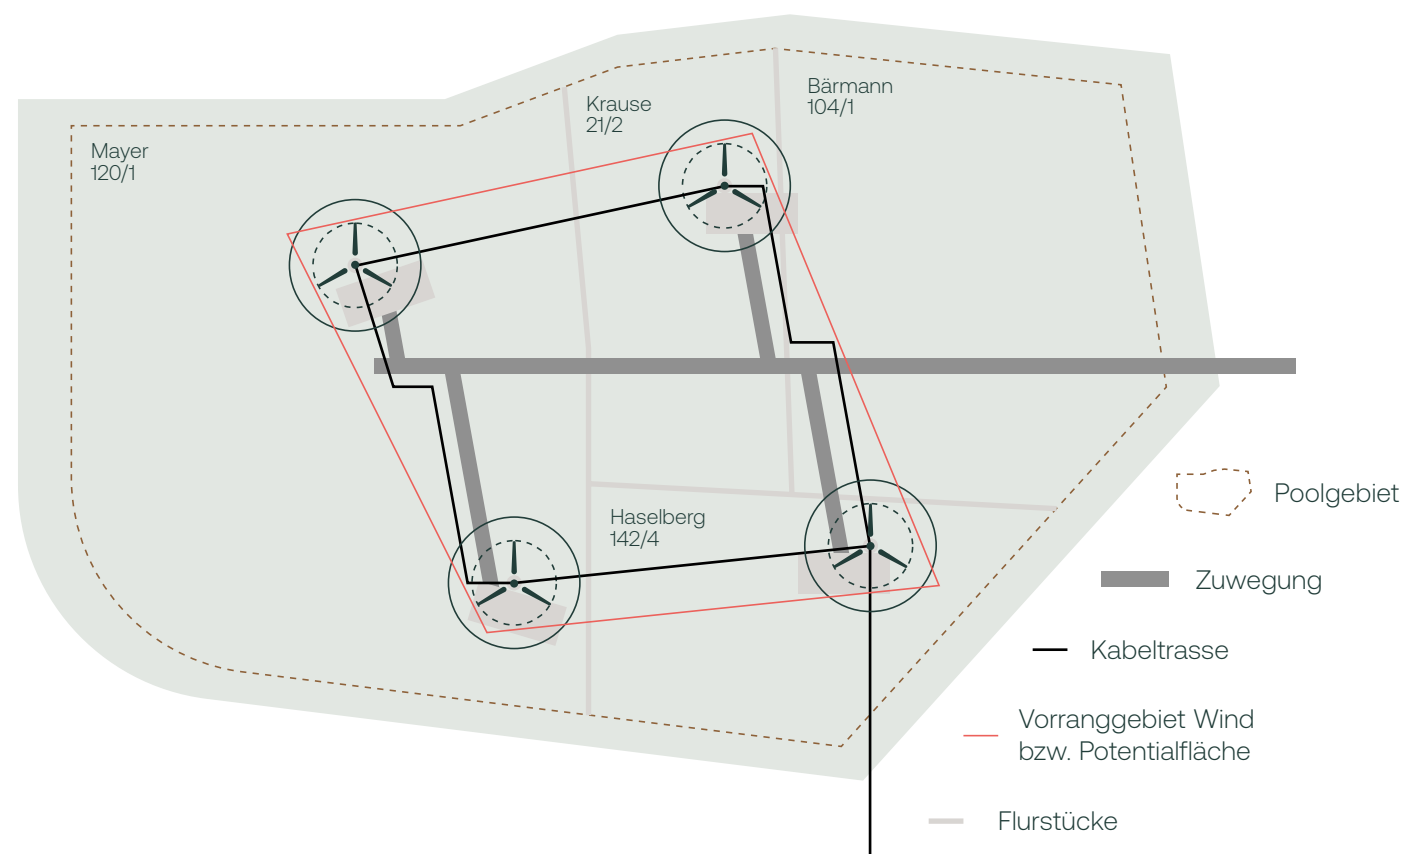 Bärmann
104/1
Krause
21/2
Mayer
120/1
Haselberg
142/4
Poolgebiet
Zuwegung
Kabeltrasse
Vorranggebiet Wind
bzw. Potentialfläche
Flurstücke